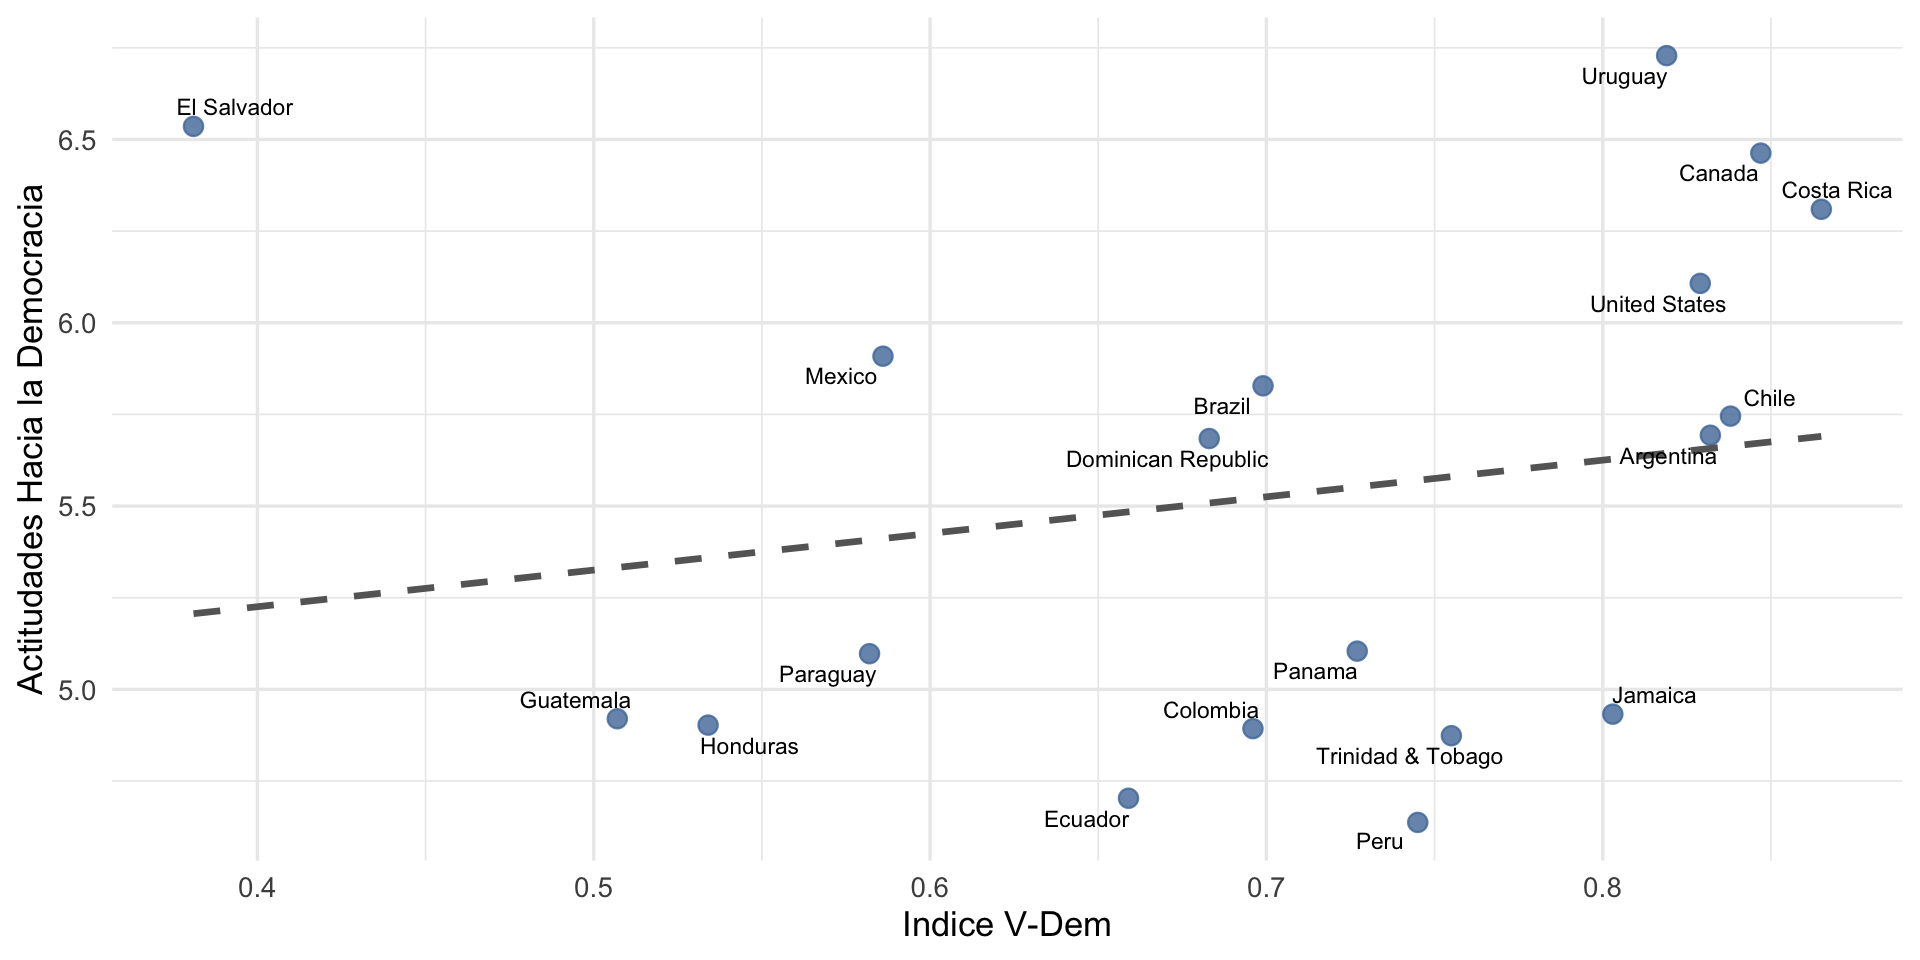 Uruguay
El Salvador
6.5
Canada
Costa Rica
United States
6.0
Mexico
Chile
Brazil
Argentina
Dominican Republic
5.5
Paraguay
Panama
5.0
Jamaica
Guatemala
Colombia
Honduras
Trinidad & Tobago
Ecuador
Peru
0.4 0.5 0.6 0.7 0.8
Indice V-Dem
Actitudades Hacia la Democracia